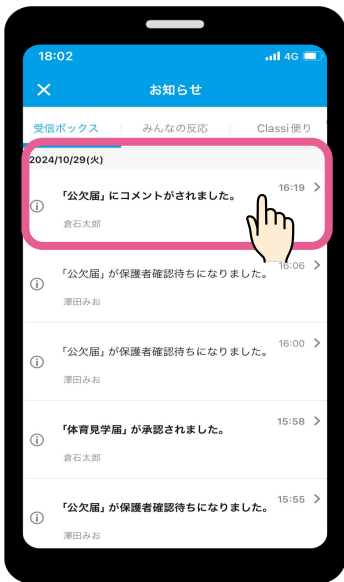 18:02 4G
× お知らせ
受信ボックス みんなの反応 Classi便り
2024/10/29(火)
「公欠届」にコメントがされました。 16:19
倉石太郎
「公欠届」が保護者確認待ちになりました。 16:06
澤田みお
「公欠届」が保護者確認待ちになりました。 16:00
澤田みお
「体育見学届」が承認されました。 15:58
倉石太郎
「公欠届」が保護者確認待ちになりました。 15:55
澤田みお